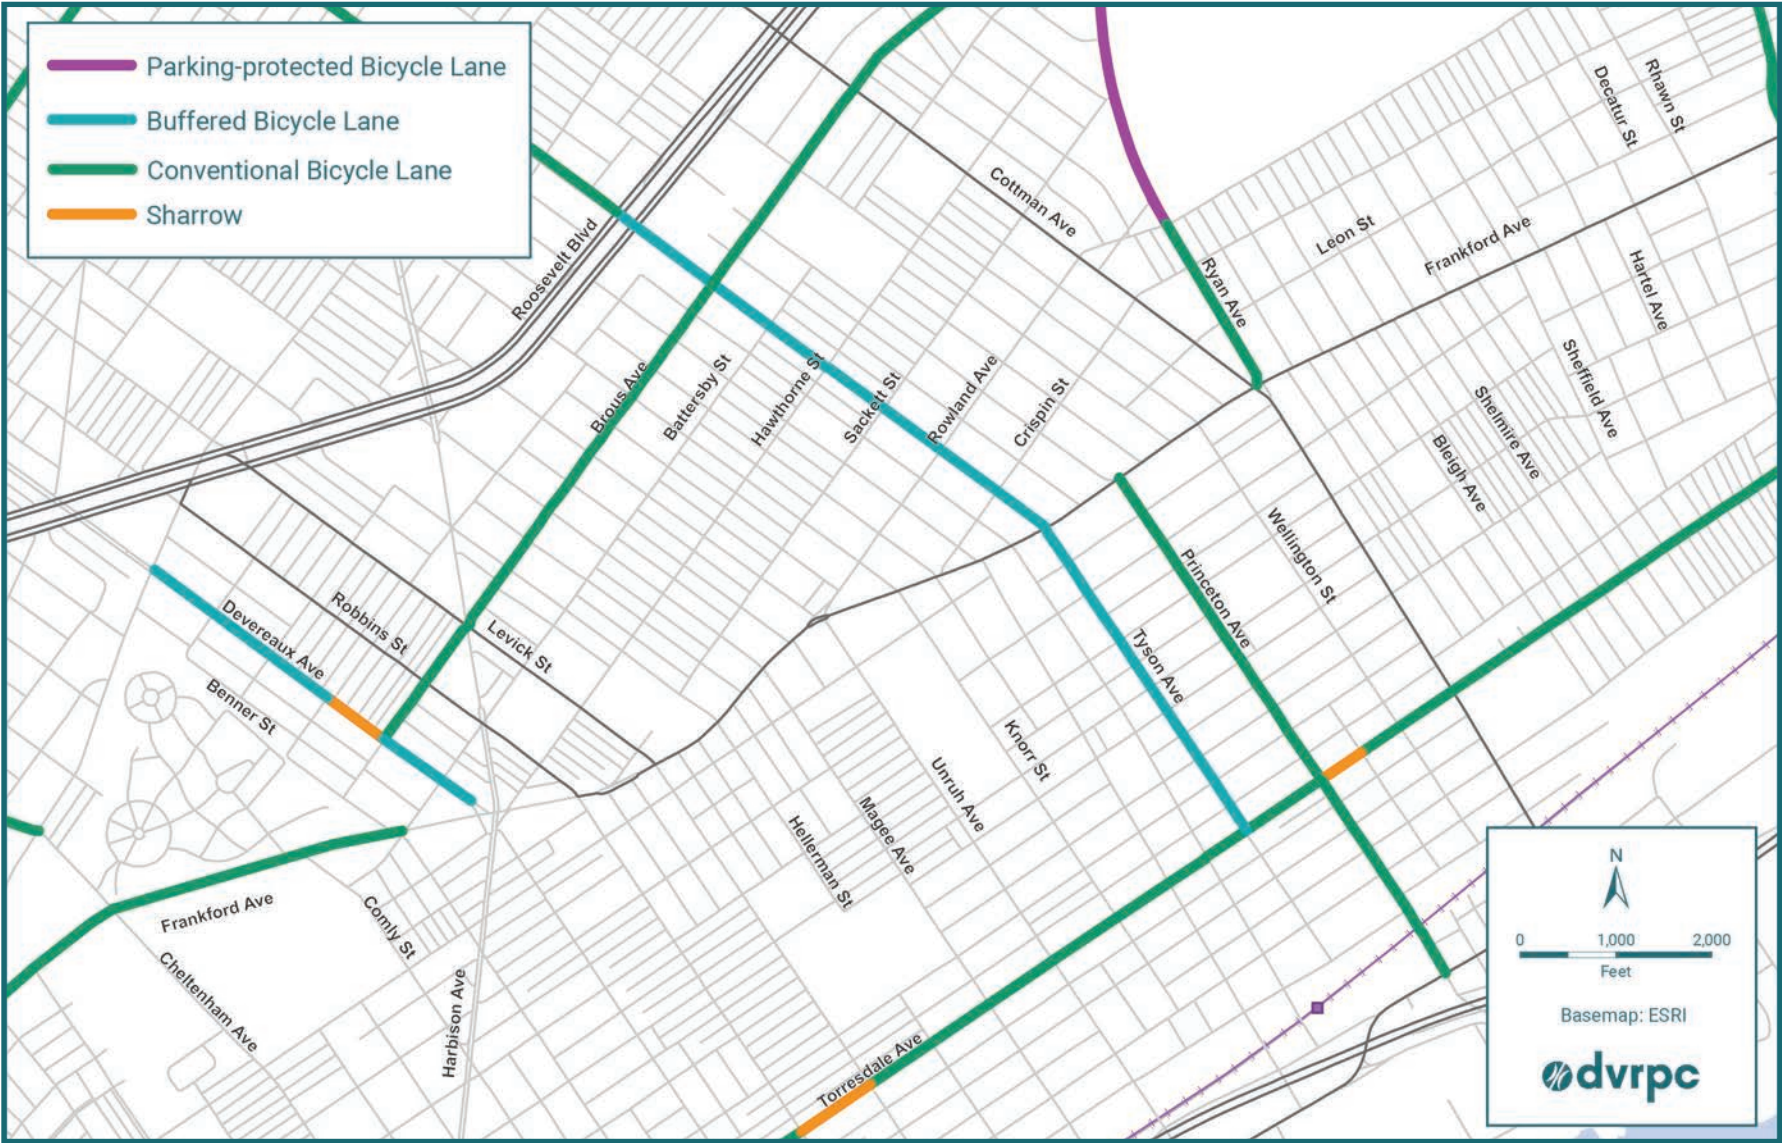 Parking-protected Bicycle Lane
Buffered Bicycle Lane
Conventional Bicycle Lane
Sharrow
Rhawn St
Decatur St
Cottman Ave
Roosevelt Blvd
Leon St
Frankford Ave
Ryan Ave
Hartel Ave
Brous Ave
Battersby St
Hawthorne St
Sackett St
Rowland Ave
Crispin St
Sheffield Ave
Shelmire Ave
Bleigh Ave
Wellington St
Princeton Ave
Devereaux Ave
Robbins St
Levick St
Tyson Ave
Benner St
Knorr St
Unruh Ave
Magee Ave
Hellerman St
Frankford Ave
Comly St
Cheltenham Ave
Harbison Ave
Torresdale Ave
N
0 1,000 2,000
Feet
Basemap: ESRI
dvrpc